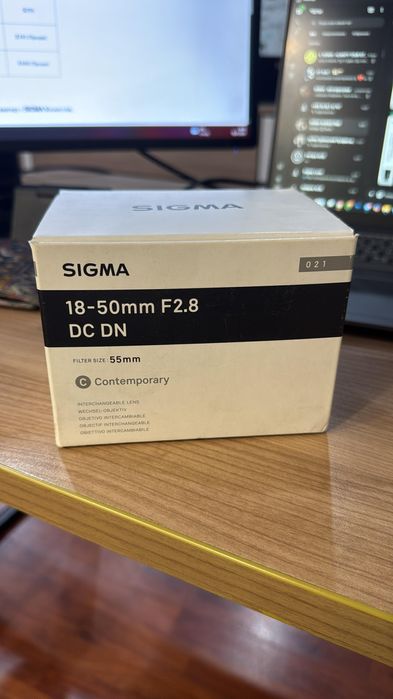 SIGMA
SIGMA
021
18-50mm F2.8
DC DN
FILTER SIZE: 55mm
C Contemporary
INTERCHANGEABLE LENS
WECHSEL-OBJEKTIV
OBJETIVO INTERCAMBIABLE
OBJECTIF INTERCHANGEABLE
OBIETTIVO INTERCAMBIABILE